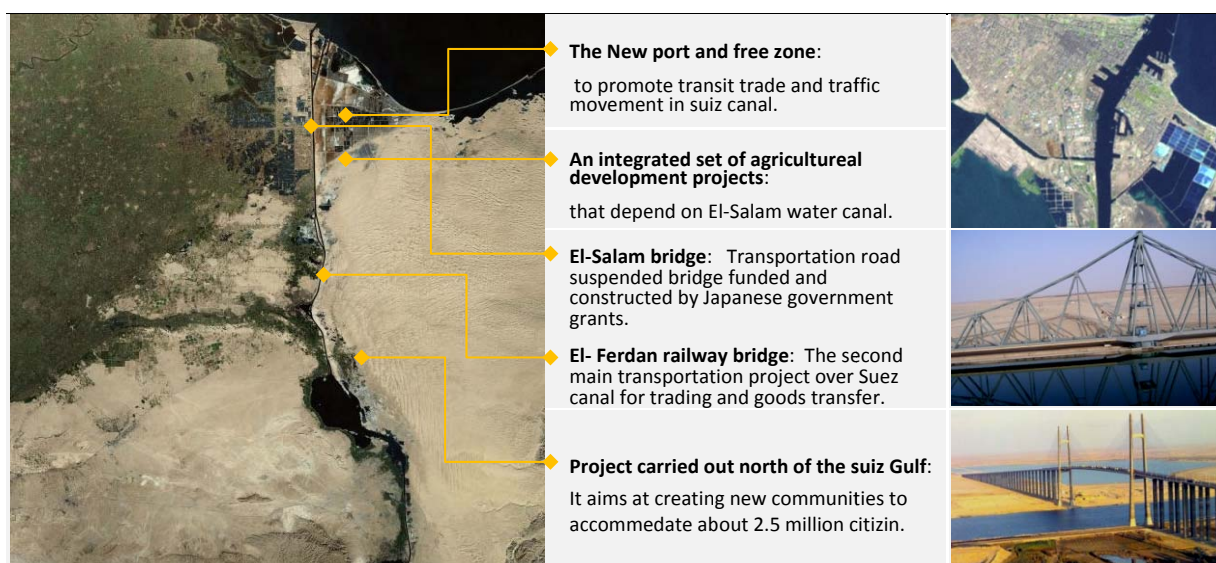 The New port and free zone:
to promote transit trade and traffic
movement in suiz canal.
An integrated set of agricultureal
development projects:
that depend on El-Salam water canal.
El-Salam bridge: Transportation road
suspended bridge funded and
constructed by Japanese government
grants.
El- Ferdan railway bridge: The second
main transportation project over Suez
canal for trading and goods transfer.
Project carried out north of the suiz Gulf:
It aims at creating new communities to
accommedate about 2.5 million citizin.